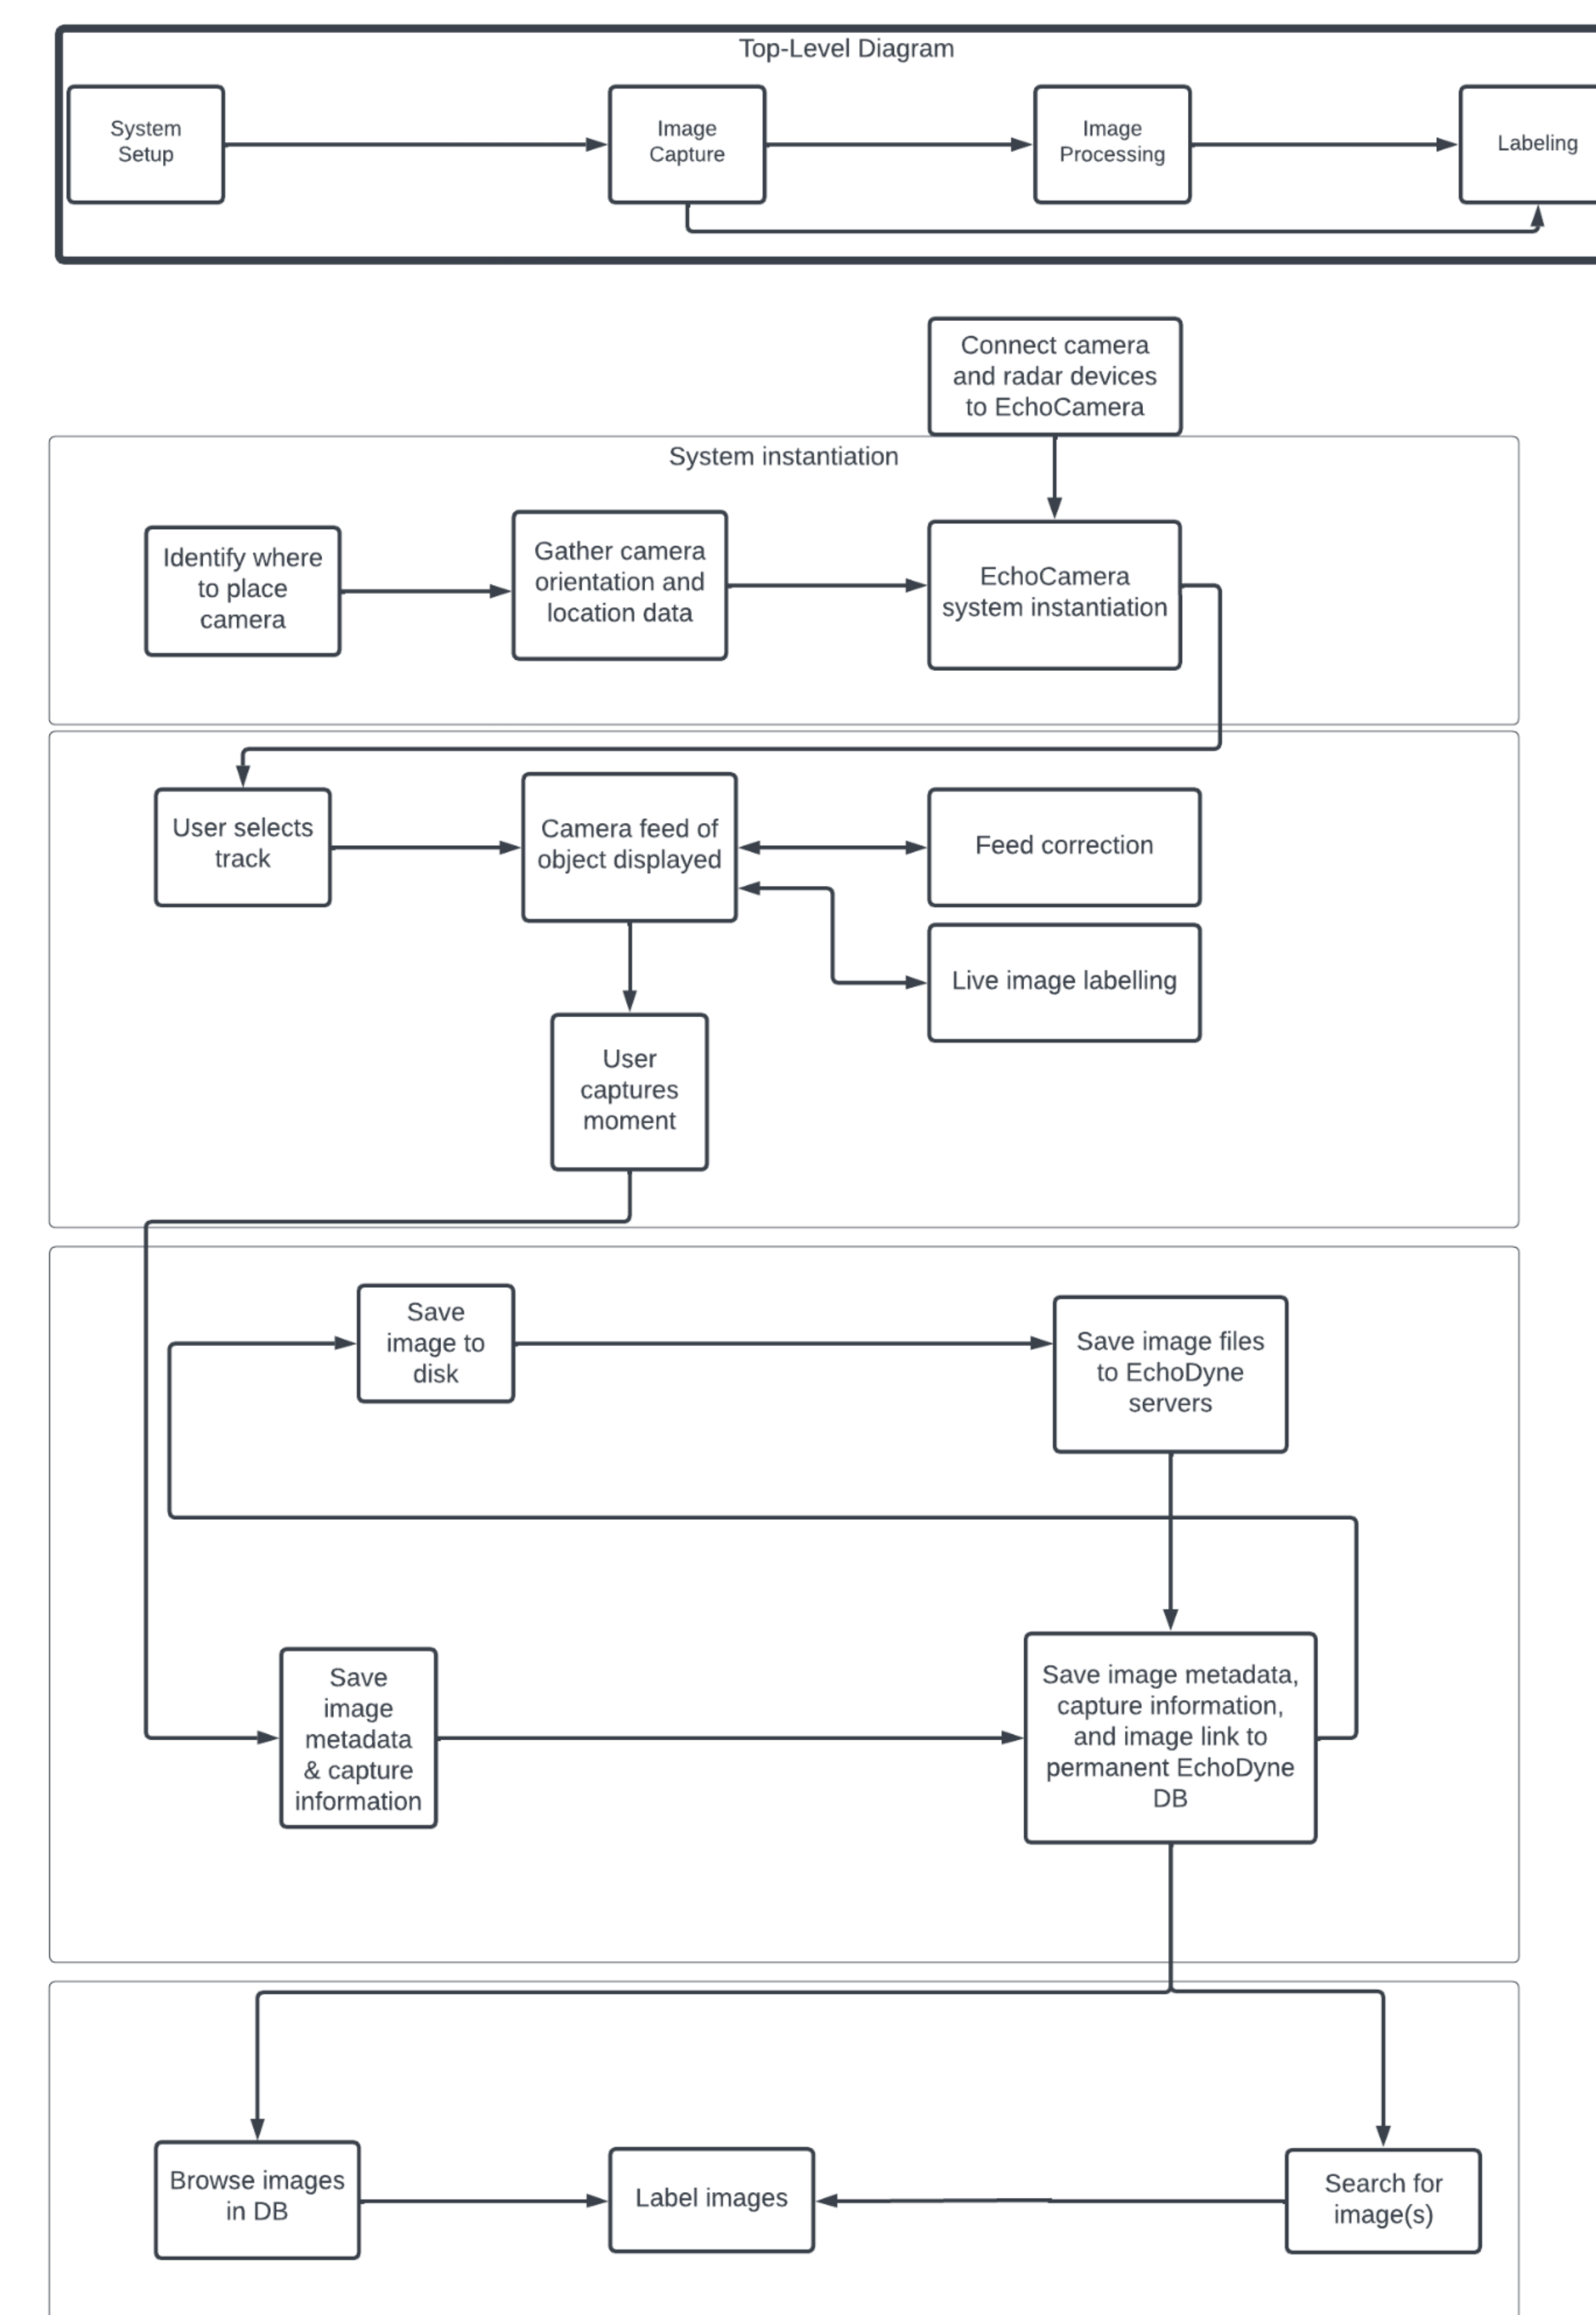 Top-Level Diagram
System
Setup
Image
Capture
Image
Processing
Labeling
Connect camera
and radar devices
to EchoCamera
System instantiation
Identify where
to place
camera
Gather camera
orientation and
location data
EchoCamera
system instantiation
User selects
track
Camera feed of
object displayed
Feed correction
Live image labelling
User
captures
moment
Save
image to
disk
Save image files
to EchoDyne
servers
Save
image
metadata
& capture
information
Save image metadata,
capture information,
and image link to
permanent EchoDyne
DB
Browse images
in DB
Label images
Search for
image(s)